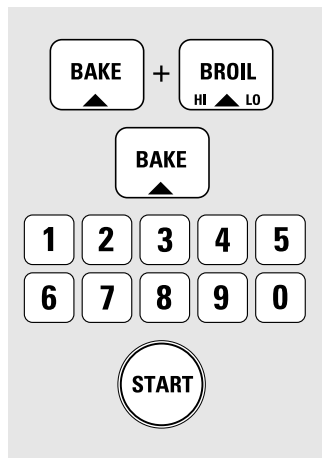 BAKE + BROIL
HI LO
BAKE
1 2 3 4 5
6 7 8 9 0
START